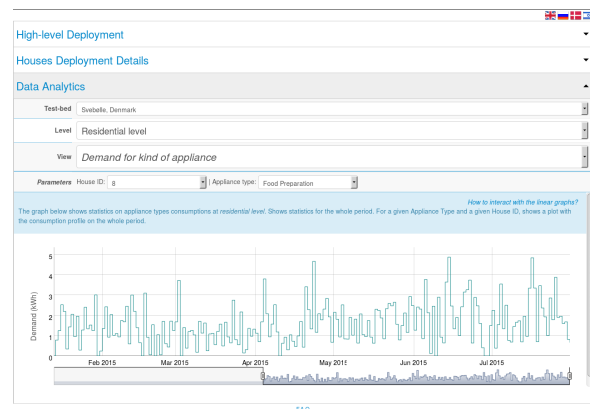 High-level Deployment
Houses Deployment Details
Data Analytics
Test-bed Svebelle, Denmark
Level Residential level
View Demand for kind of appliance
Parameters House ID: 8 | Appliance type: Food Preparation
How to interact with the linear graphs?
The graph below shows statistics on appliance types consumptions at residential level. Shows statistics for the whole period. For a given Appliance Type and a given House ID, shows a plot with
the consumption profile on the whole period.
Demand (kWh)
5
4
3
2
1
0
Feb 2015 Mar 2015 Apr 2015 May 2015 Jun 2015 Jul 2015